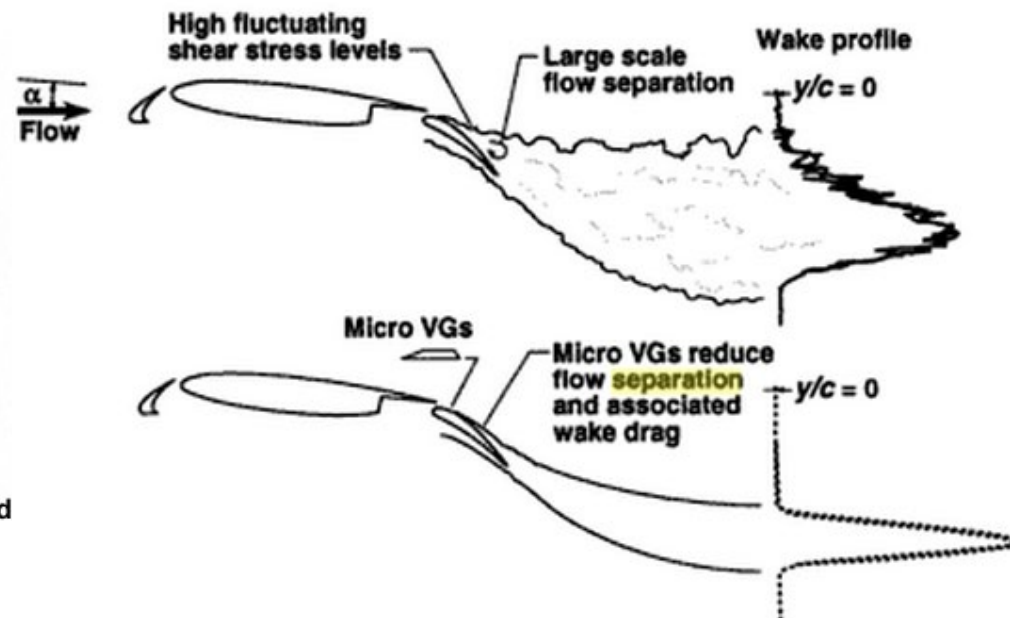 High fluctuating
shear stress levels
Large scale
flow separation
Wake profile
y/c = 0
α
Flow
Micro VGs
Micro VGs reduce
flow separation
and associated
wake drag
y/c = 0
d